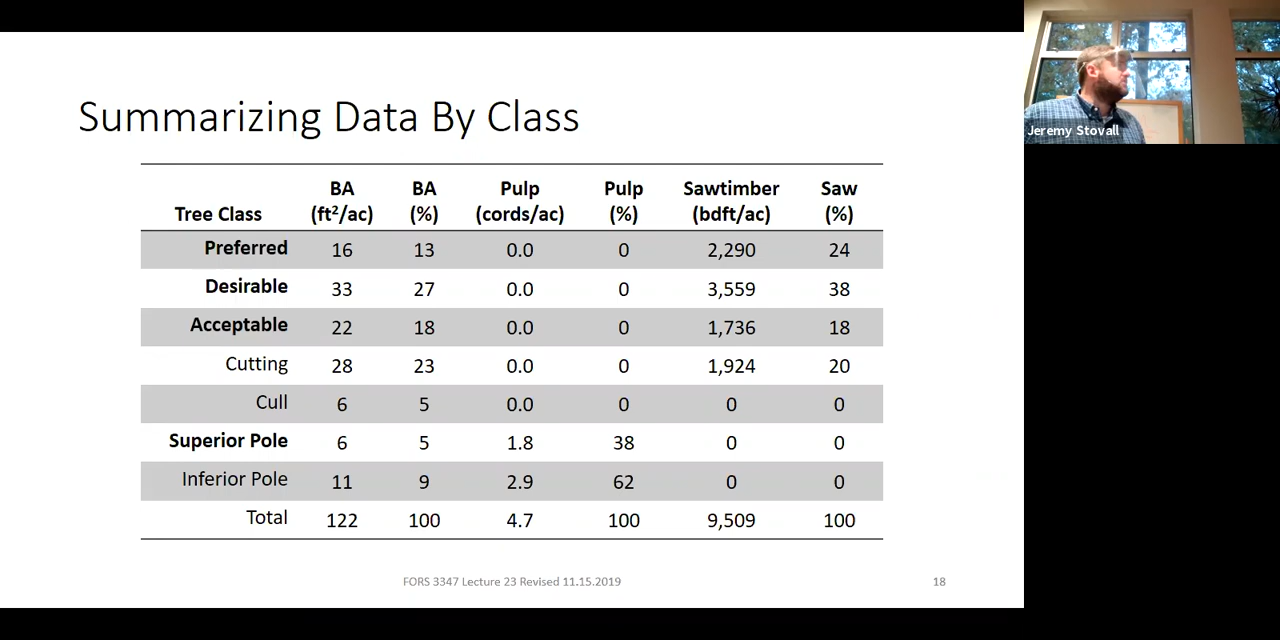 Summarizing Data By Class
Jeremy Stovall
Tree Class BA (ft²/ac) BA (%) Pulp (cords/ac) Pulp (%) Sawtimber (bdft/ac) Saw (%)
Preferred 16 13 0.0 0 2,290 24
Desirable 33 27 0.0 0 3,559 38
Acceptable 22 18 0.0 0 1,736 18
Cutting 28 23 0.0 0 1,924 20
Cull 6 5 0.0 0 0 0
Superior Pole 6 5 1.8 38 0 0
Inferior Pole 11 9 2.9 62 0 0
Total 122 100 4.7 100 9,509 100
FORS 3347 Lecture 23 Revised 11.15.2019 18